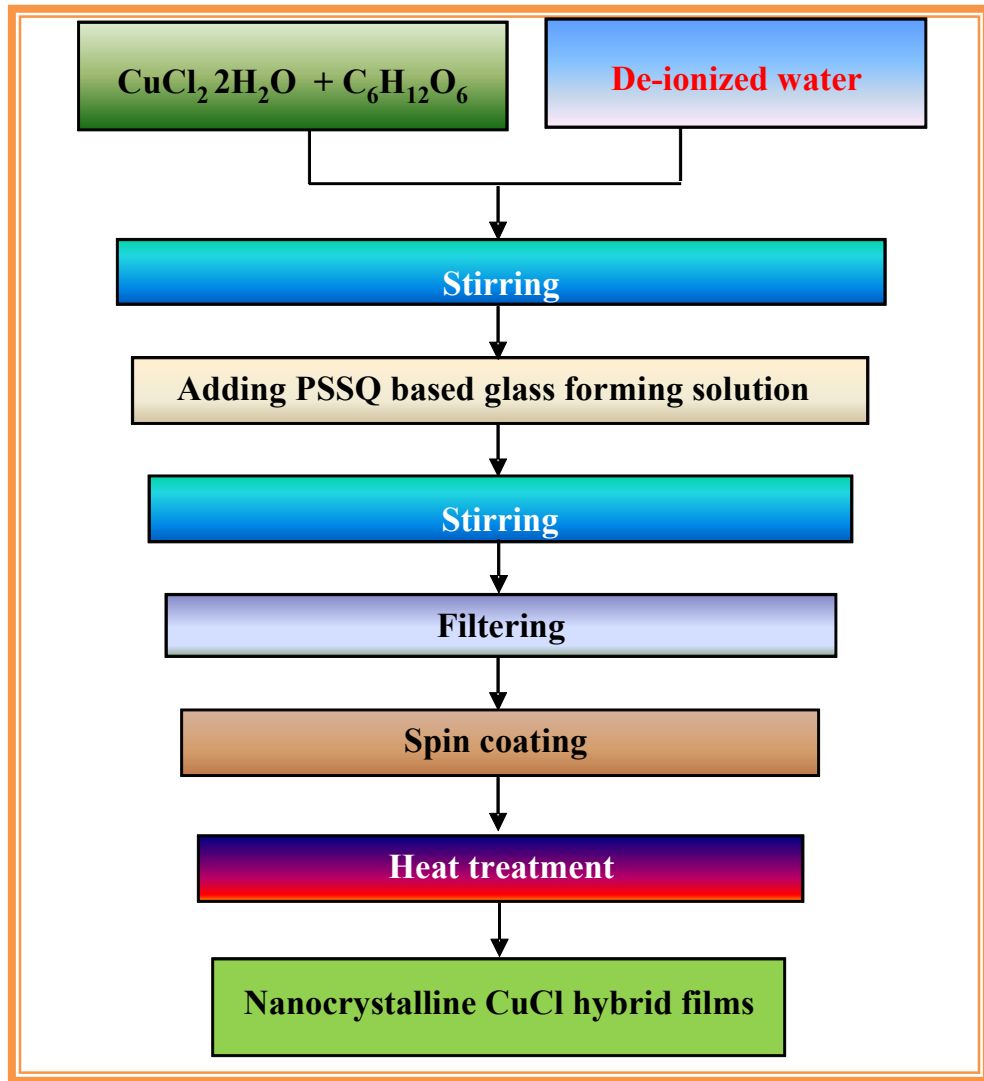 CuCl₂ 2H₂O + C₆H₁₂O₆
De-ionized water
Stirring
Adding PSSQ based glass forming solution
Stirring
Filtering
Spin coating
Heat treatment
Nanocrystalline CuCl hybrid films